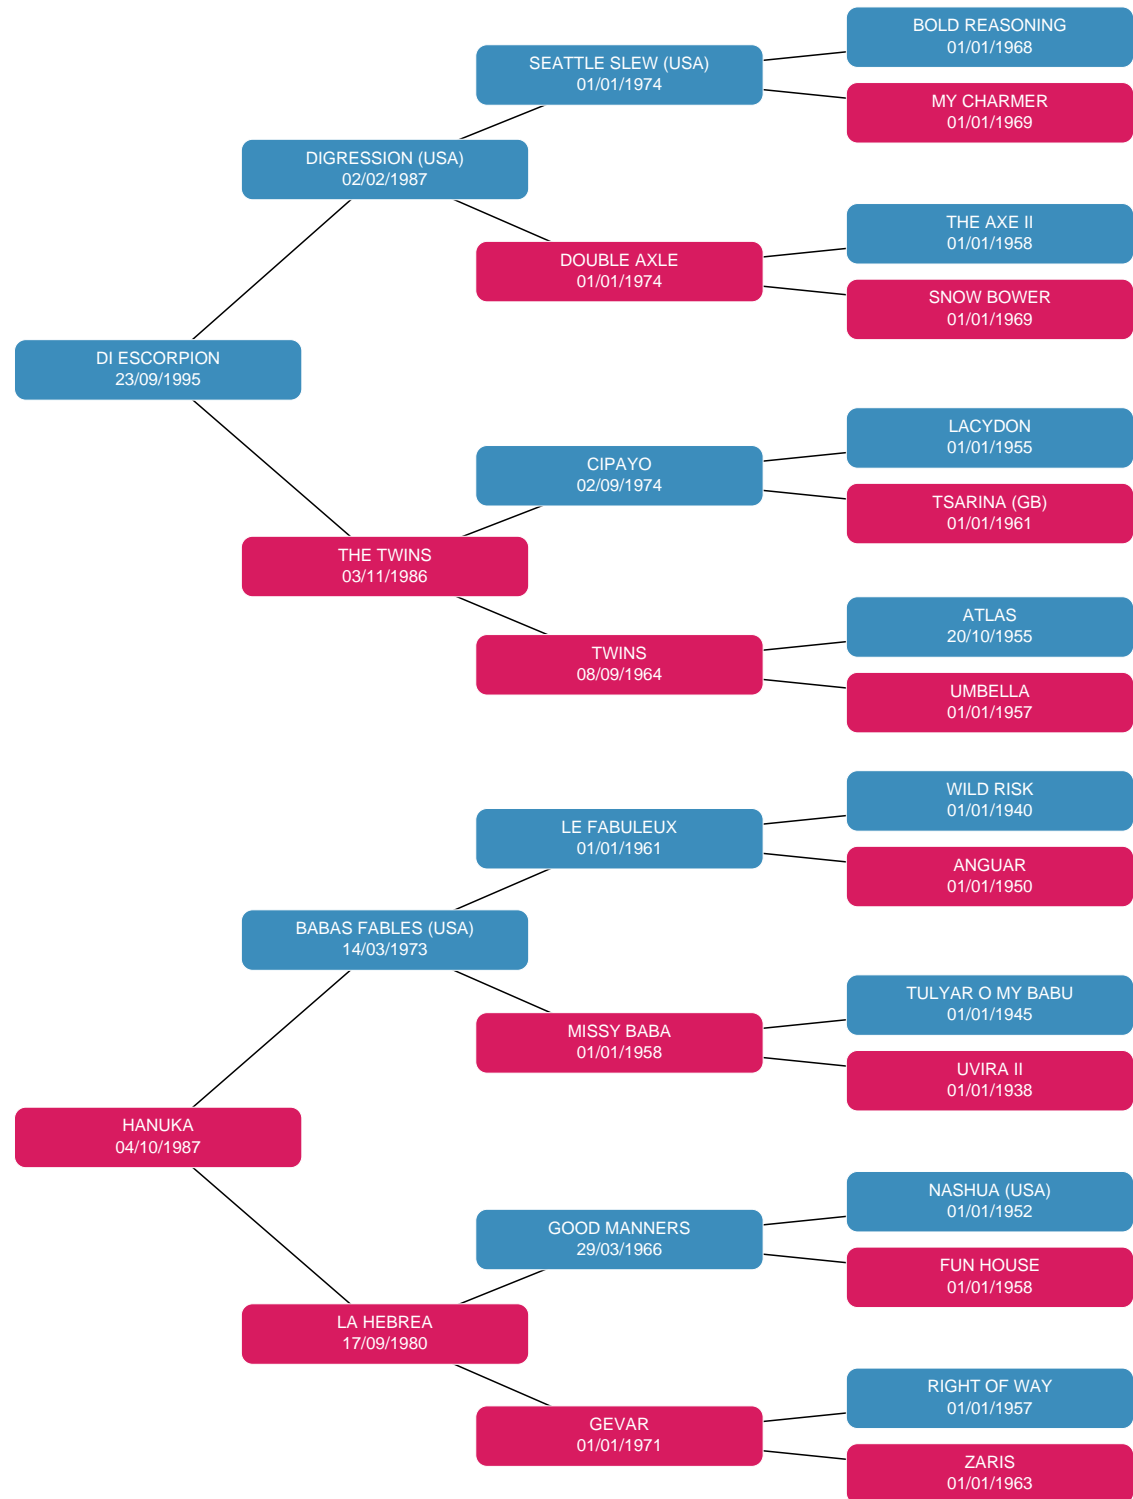 BOLD REASONING
01/01/1968
SEATTLE SLEW (USA)
01/01/1974
MY CHARMER
01/01/1969
DIGRESSION (USA)
02/02/1987
THE AXE II
01/01/1958
DOUBLE AXLE
01/01/1974
SNOW BOWER
01/01/1969
DI ESCORPION
23/09/1995
LACYDON
01/01/1955
CIPAYO
02/09/1974
TSARINA (GB)
01/01/1961
THE TWINS
03/11/1986
ATLAS
20/10/1955
TWINS
08/09/1964
UMBELLA
01/01/1957
WILD RISK
01/01/1940
LE FABULEUX
01/01/1961
ANGUAR
01/01/1950
BABAS FABLES (USA)
14/03/1973
TULYAR O MY BABU
01/01/1945
MISSY BABA
01/01/1958
UVIRA II
01/01/1938
HANUKA
04/10/1987
NASHUA (USA)
01/01/1952
GOOD MANNERS
29/03/1966
FUN HOUSE
01/01/1958
LA HEBREA
17/09/1980
RIGHT OF WAY
01/01/1957
GEVAR
01/01/1971
ZARIS
01/01/1963